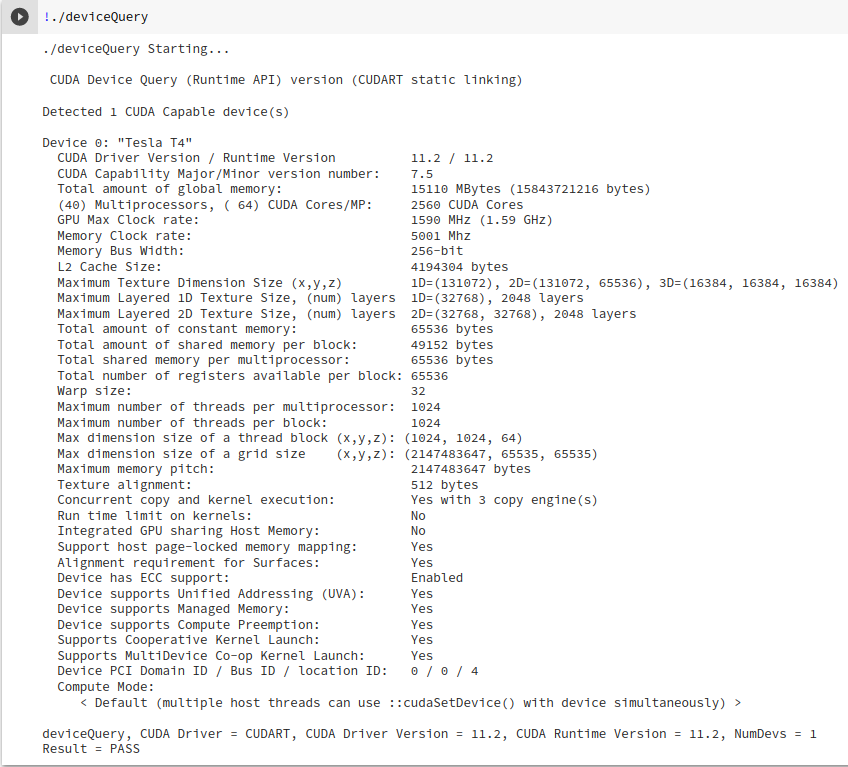 !./deviceQuery
./deviceQuery Starting...
CUDA Device Query (Runtime API) version (CUDART static linking)
Detected 1 CUDA Capable device(s)
Device 0: "Tesla T4"
CUDA Driver Version / Runtime Version 11.2 / 11.2
CUDA Capability Major/Minor version number: 7.5
Total amount of global memory: 15110 MBytes (15843721216 bytes)
(40) Multiprocessors, ( 64) CUDA Cores/MP: 2560 CUDA Cores
GPU Max Clock rate: 1590 MHz (1.59 GHz)
Memory Clock rate: 5001 Mhz
Memory Bus Width: 256-bit
L2 Cache Size: 4194304 bytes
Maximum Texture Dimension Size (x,y,z) 1D=(131072), 2D=(131072, 65536), 3D=(16384, 16384, 16384)
Maximum Layered 1D Texture Size, (num) layers 1D=(32768), 2048 layers
Maximum Layered 2D Texture Size, (num) layers 2D=(32768, 32768), 2048 layers
Total amount of constant memory: 65536 bytes
Total amount of shared memory per block: 49152 bytes
Total shared memory per multiprocessor: 65536 bytes
Total number of registers available per block: 65536
Warp size: 32
Maximum number of threads per multiprocessor: 1024
Maximum number of threads per block: 1024
Max dimension size of a thread block (x,y,z): (1024, 1024, 64)
Max dimension size of a grid size (x,y,z): (2147483647, 65535, 65535)
Maximum memory pitch: 2147483647 bytes
Texture alignment: 512 bytes
Concurrent copy and kernel execution: Yes with 3 copy engine(s)
Run time limit on kernels: No
Integrated GPU sharing Host Memory: No
Support host page-locked memory mapping: Yes
Alignment requirement for Surfaces: Yes
Device has ECC support: Enabled
Device supports Unified Addressing (UVA): Yes
Device supports Managed Memory: Yes
Device supports Compute Preemption: Yes
Supports Cooperative Kernel Launch: Yes
Supports MultiDevice Co-op Kernel Launch: Yes
Device PCI Domain ID / Bus ID / location ID: 0 / 0 / 4
Compute Mode:
< Default (multiple host threads can use ::cudaSetDevice() with device simultaneously) >
deviceQuery, CUDA Driver = CUDART, CUDA Driver Version = 11.2, CUDA Runtime Version = 11.2, NumDevs = 1
Result = PASS